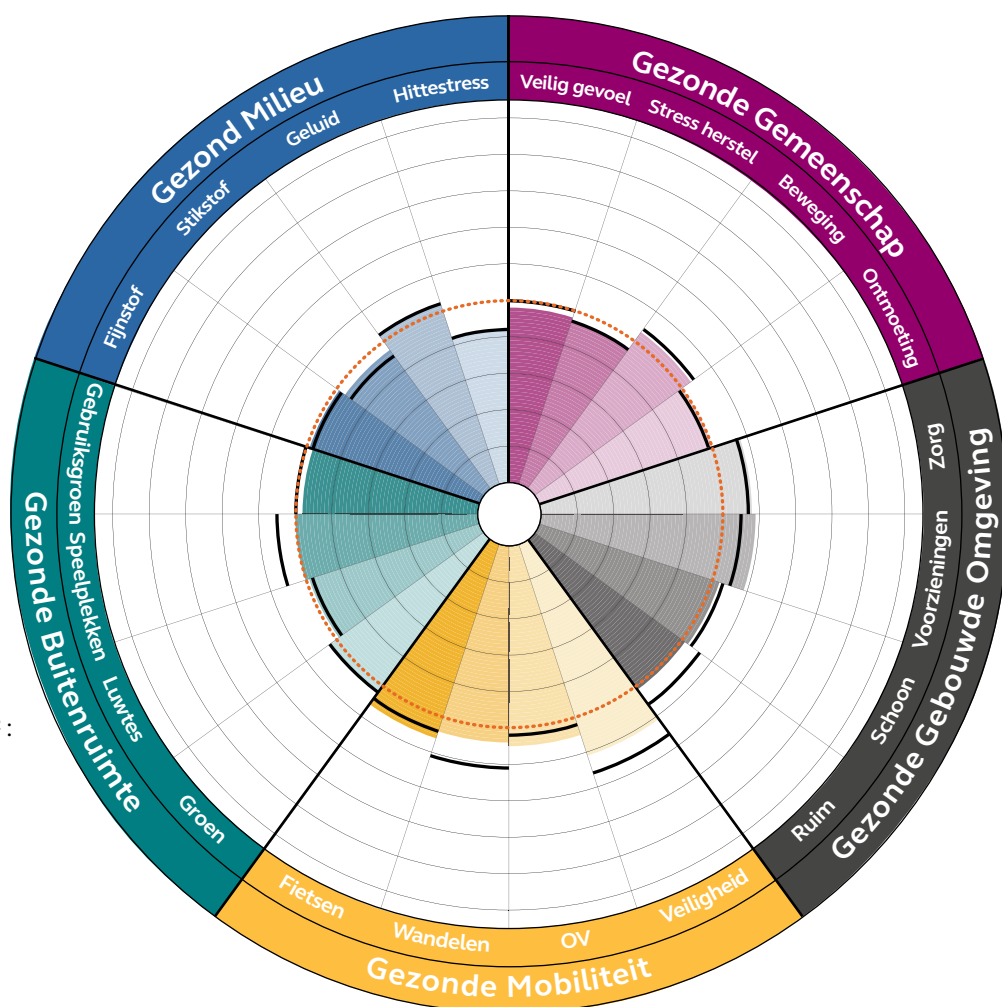 Gezond Milieu
Fijnstof
Stikstof
Geluid
Hittestress
Gezonde Gemeenschap
Veilig gevoel
Stress herstel
Beweging
Ontmoeting
Gezonde Gebouwde Omgeving
Zorg
Voorzieningen
Schoon
Ruim
Gezonde Mobiliteit
Fietsen
Wandelen
OV
Veiligheid
Gezonde Buitenruimte
Gebruiksgroen
Speelplekken
Luwtes
Groen
: